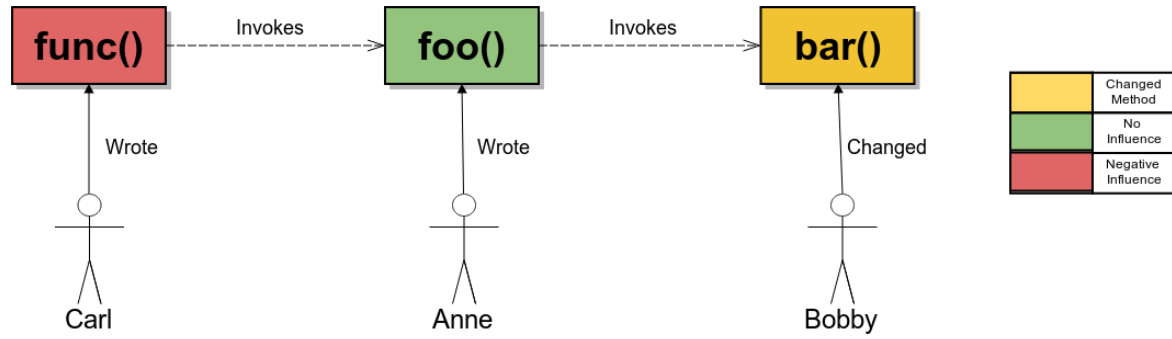 func()
Invokes
foo()
Invokes
bar()
Changed
Method
No
Influence
Negative
Influence
Wrote
Wrote
Changed
Carl
Anne
Bobby